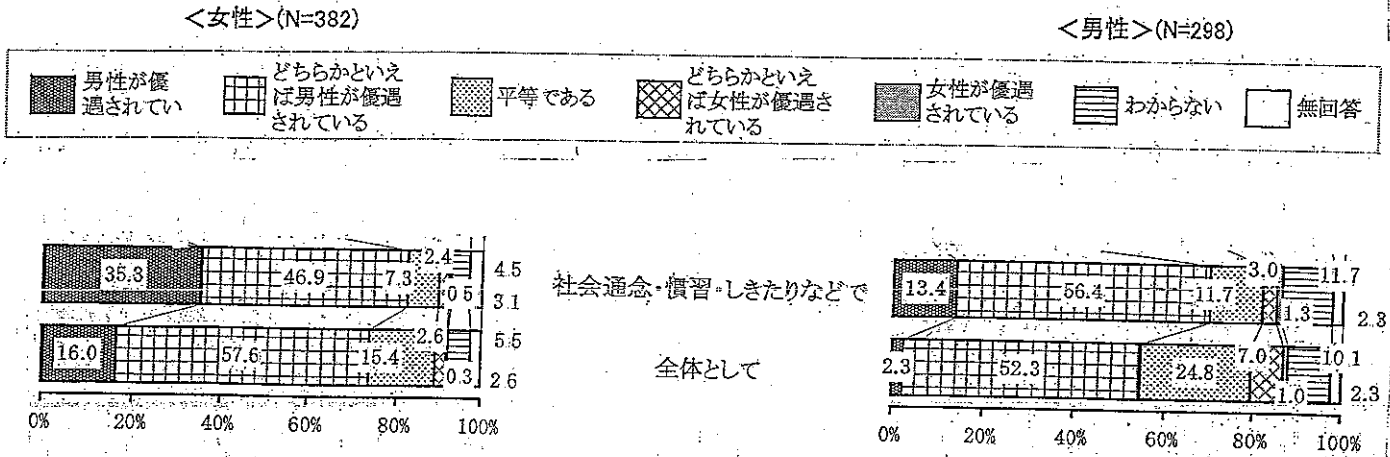 ＜女性＞(N=382)
＜男性＞(N=298)
男性が優
遇されてい
どちらかといえ
ば男性が優遇
されている
平等である
どちらかといえ
ば女性が優遇さ
れている
女性が優遇
されている
わからない
無回答
35.3 46.9 7.3 2.4 0.5 4.5 3.1
社会通念・慣習・しきたりなどで
13.4 56.4 11.7 3.0 1.3 11.7 2.3
16.0 57.6 15.4 2.6 0.3 5.5 2.6
全体として
2.3 52.3 24.8 7.0 1.0 10.1 2.3
0% 20% 40% 60% 80% 100%
0% 20% 40% 60% 80% 100%